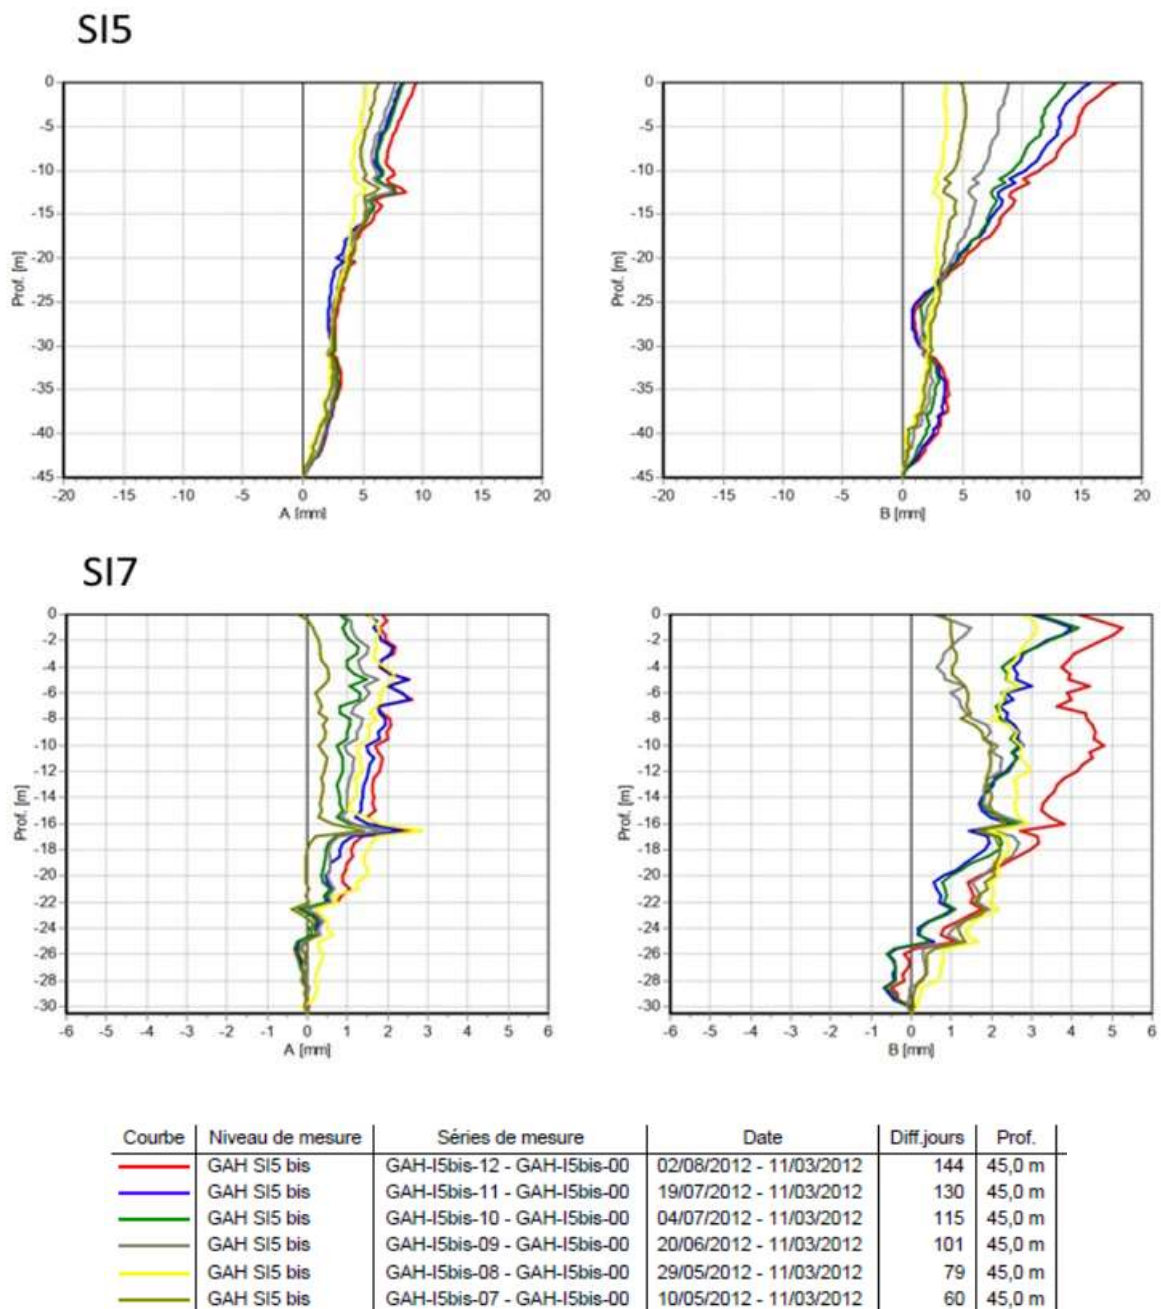 SI5
0
-5
-10
-15
-20
-25
-30
-35
-40
-45
Prof. [m]
-20 -15 -10 -5 0 5 10 15 20
A [mm]
0
-5
-10
-15
-20
-25
-30
-35
-40
-45
Prof. [m]
-20 -15 -10 -5 0 5 10 15 20
B [mm]
SI7
0
-2
-4
-6
-8
-10
-12
-14
-16
-18
-20
-22
-24
-26
-28
-30
Prof. [m]
-6 -5 -4 -3 -2 -1 0 1 2 3 4 5 6
A [mm]
0
-2
-4
-6
-8
-10
-12
-14
-16
-18
-20
-22
-24
-26
-28
-30
Prof. [m]
-6 -5 -4 -3 -2 -1 0 1 2 3 4 5 6
B [mm]
Courbe Niveau de mesure Séries de mesure Date Diff.jours Prof.
GAH SI5 bis GAH-I5bis-12 - GAH-I5bis-00 02/08/2012 - 11/03/2012 144 45,0 m
GAH SI5 bis GAH-I5bis-11 - GAH-I5bis-00 19/07/2012 - 11/03/2012 130 45,0 m
GAH SI5 bis GAH-I5bis-10 - GAH-I5bis-00 04/07/2012 - 11/03/2012 115 45,0 m
GAH SI5 bis GAH-I5bis-09 - GAH-I5bis-00 20/06/2012 - 11/03/2012 101 45,0 m
GAH SI5 bis GAH-I5bis-08 - GAH-I5bis-00 29/05/2012 - 11/03/2012 79 45,0 m
GAH SI5 bis GAH-I5bis-07 - GAH-I5bis-00 10/05/2012 - 11/03/2012 60 45,0 m